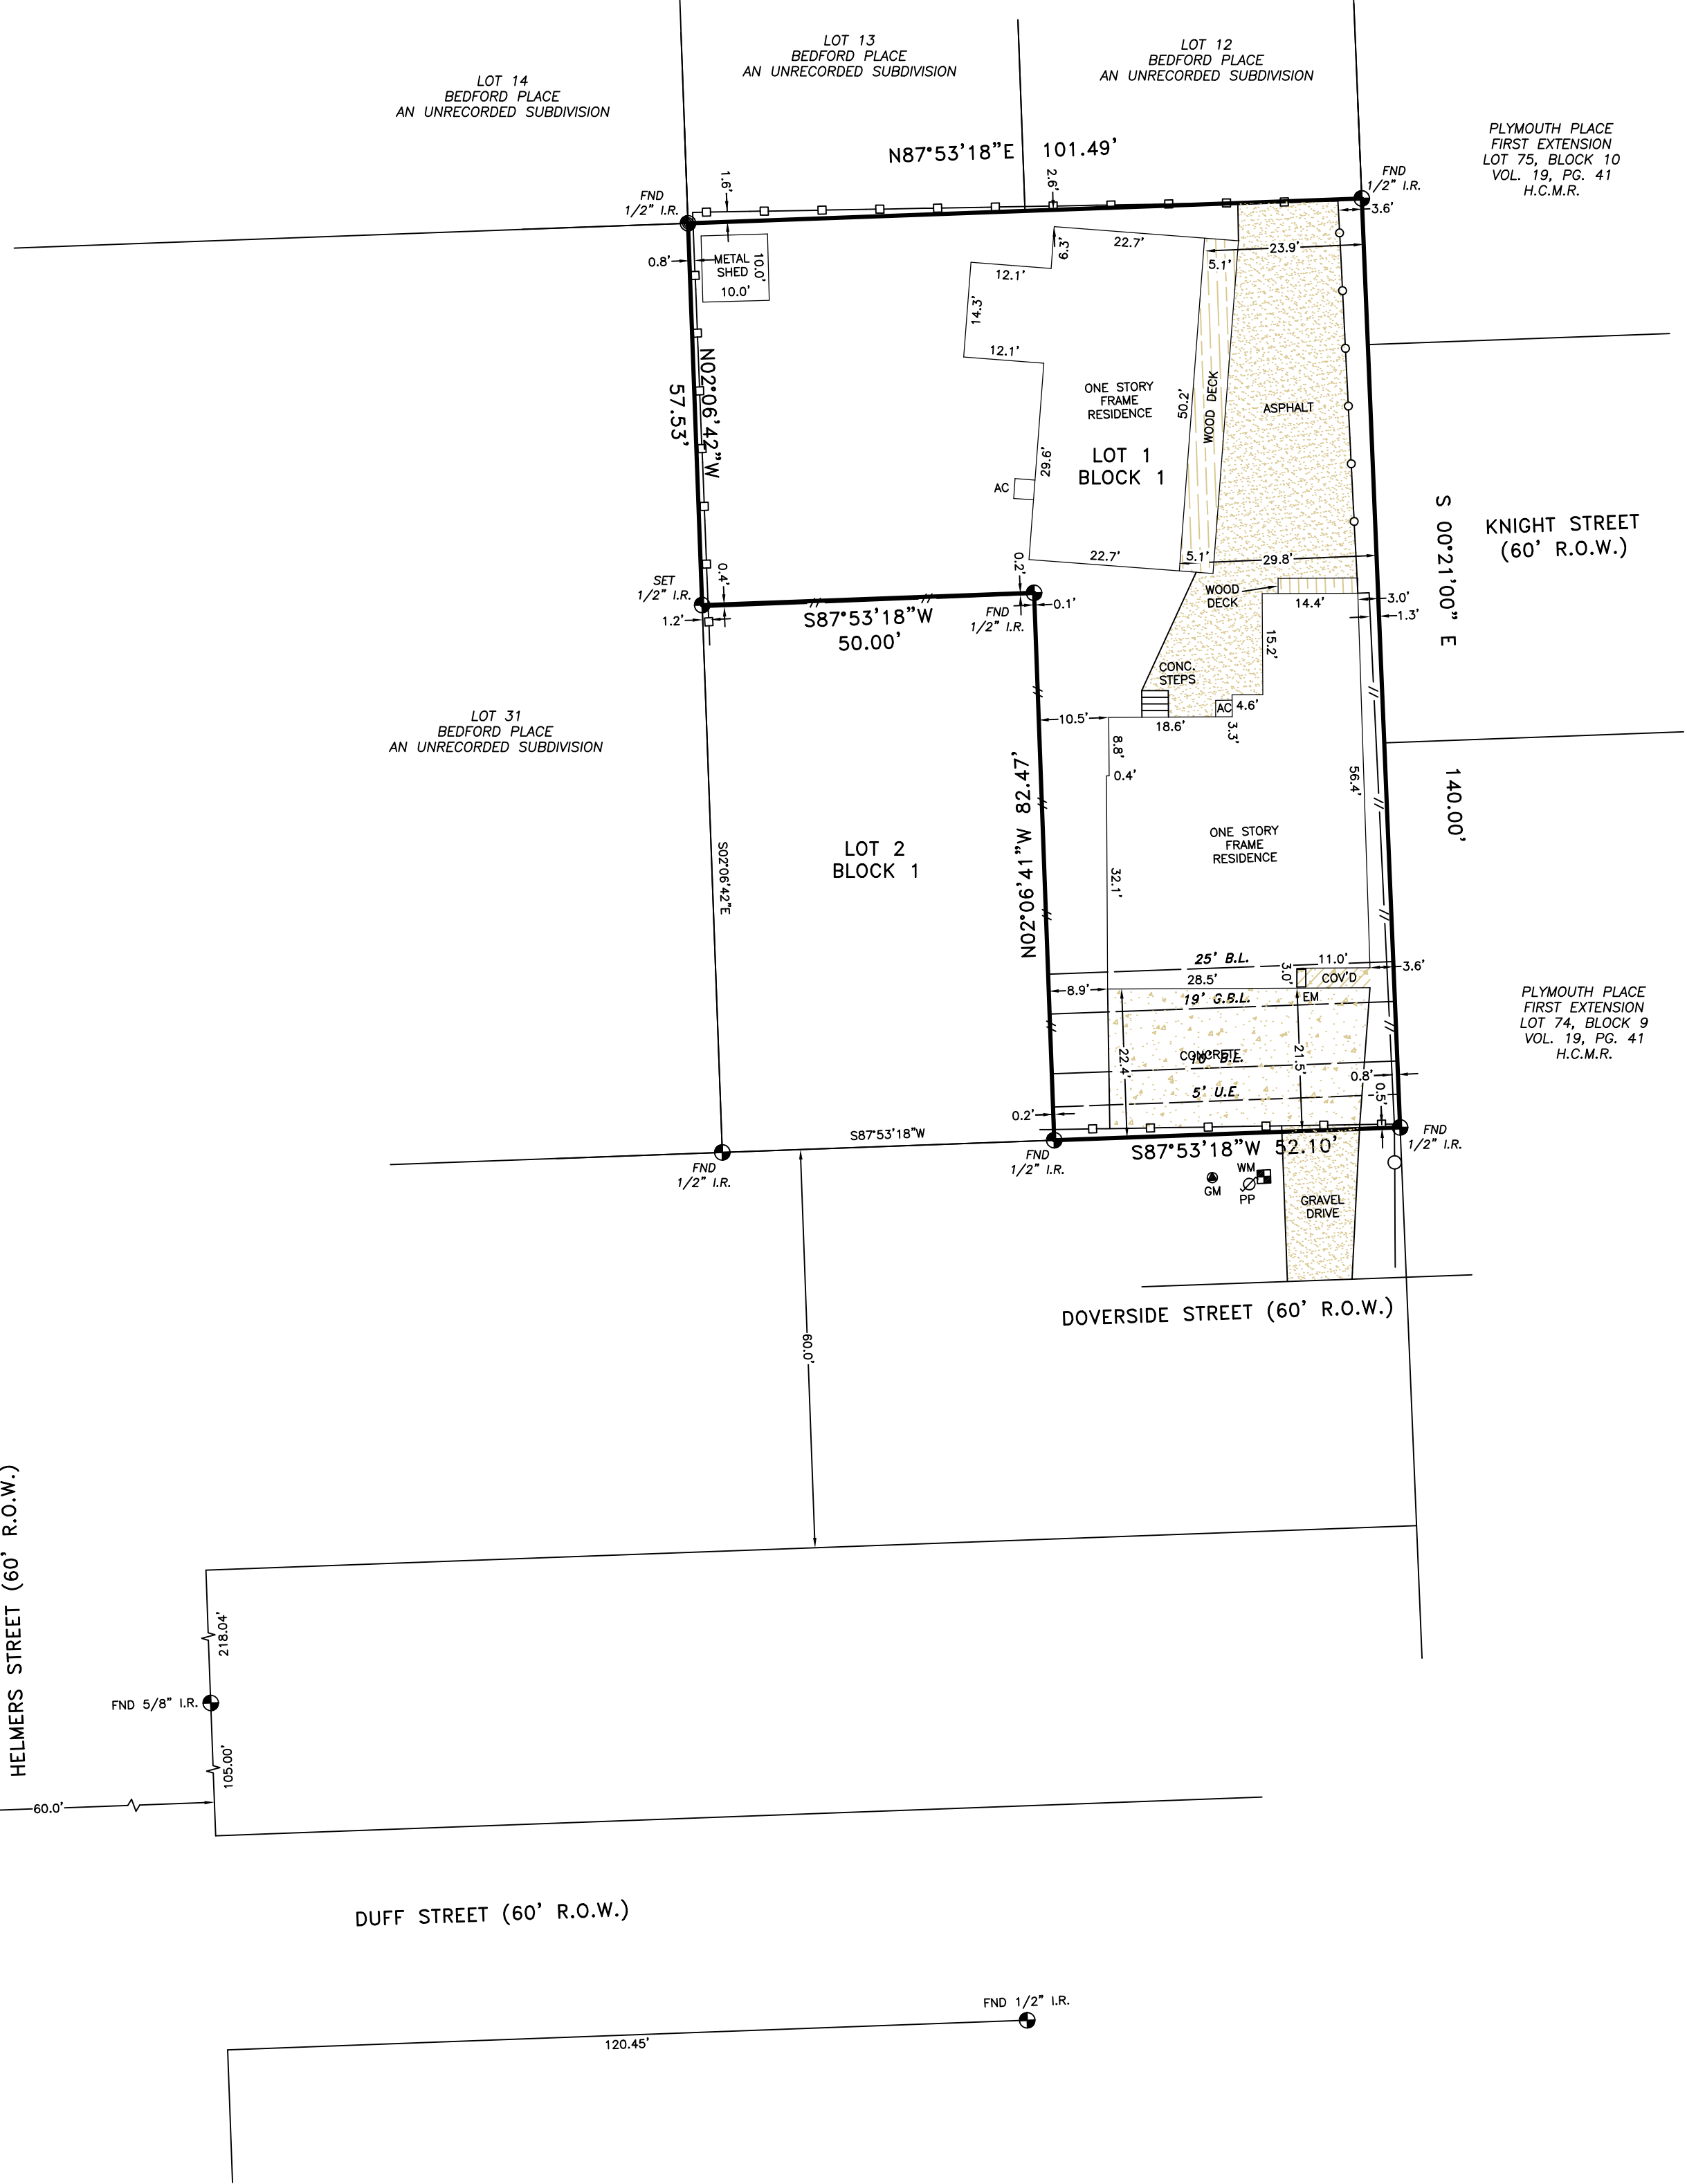 LOT 13
BEDFORD PLACE
AN UNRECORDED SUBDIVISION
LOT 12
BEDFORD PLACE
AN UNRECORDED SUBDIVISION
LOT 14
BEDFORD PLACE
AN UNRECORDED SUBDIVISION
PLYMOUTH PLACE
FIRST EXTENSION
LOT 75, BLOCK 10
VOL. 19, PG. 41
H.C.M.R.
N87°53'18"E 101.49'
FND
1/2" I.R.
1.6'
2.6'
FND
1/2" I.R.
3.6'
0.8'
METAL
SHED
10.0'
10.0'
6.3'
22.7'
23.9'
5.1'
12.1'
14.3'
12.1'
N02°06'42"W
57.53'
ONE STORY
FRAME
RESIDENCE
50.2'
WOOD DECK
ASPHALT
LOT 1
BLOCK 1
29.6'
AC
S 00°21'00" E
140.00'
KNIGHT STREET
(60' R.O.W.)
22.7'
5.1'
29.8'
SET
1/2" I.R.
0.4'
0.2'
WOOD
DECK
14.4'
3.0'
1.3'
0.1'
1.2'
S87°53'18"W
50.00'
FND
1/2" I.R.
15.2'
CONC.
STEPS
AC
4.6'
10.5'
18.6'
3.3'
8.8'
0.4'
56.4'
LOT 31
BEDFORD PLACE
AN UNRECORDED SUBDIVISION
N02°06'41"W 82.47'
LOT 2
BLOCK 1
S02°06'42"E
ONE STORY
FRAME
RESIDENCE
32.1'
25' B.L.
11.0'
3.6'
28.5'
3.0'
COV'D
8.9'
19' G.B.L.
EM
PLYMOUTH PLACE
FIRST EXTENSION
LOT 74, BLOCK 9
VOL. 19, PG. 41
H.C.M.R.
22.4'
CONCRETE
10' B.L.
21.5'
0.8'
5' U.E
0.5'
0.2'
S87°53'18"W
S87°53'18"W 52.10'
FND
1/2" I.R.
FND
1/2" I.R.
FND
1/2" I.R.
GM
WM
PP
GRAVEL
DRIVE
DOVERSIDE STREET (60' R.O.W.)
60.0'
HELMERS STREET (60' R.O.W.)
218.04'
FND 5/8" I.R.
105.00'
60.0'
DUFF STREET (60' R.O.W.)
FND 1/2" I.R.
120.45'